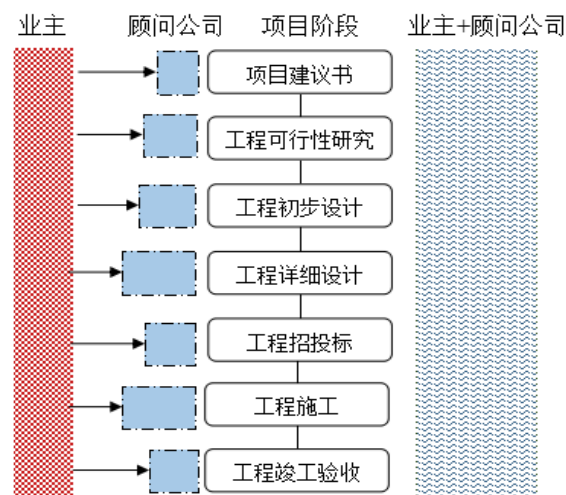 业主 顾问公司 项目阶段 业主+顾问公司
项目建议书
工程可行性研究
工程初步设计
工程详细设计
工程招投标
工程施工
工程竣工验收